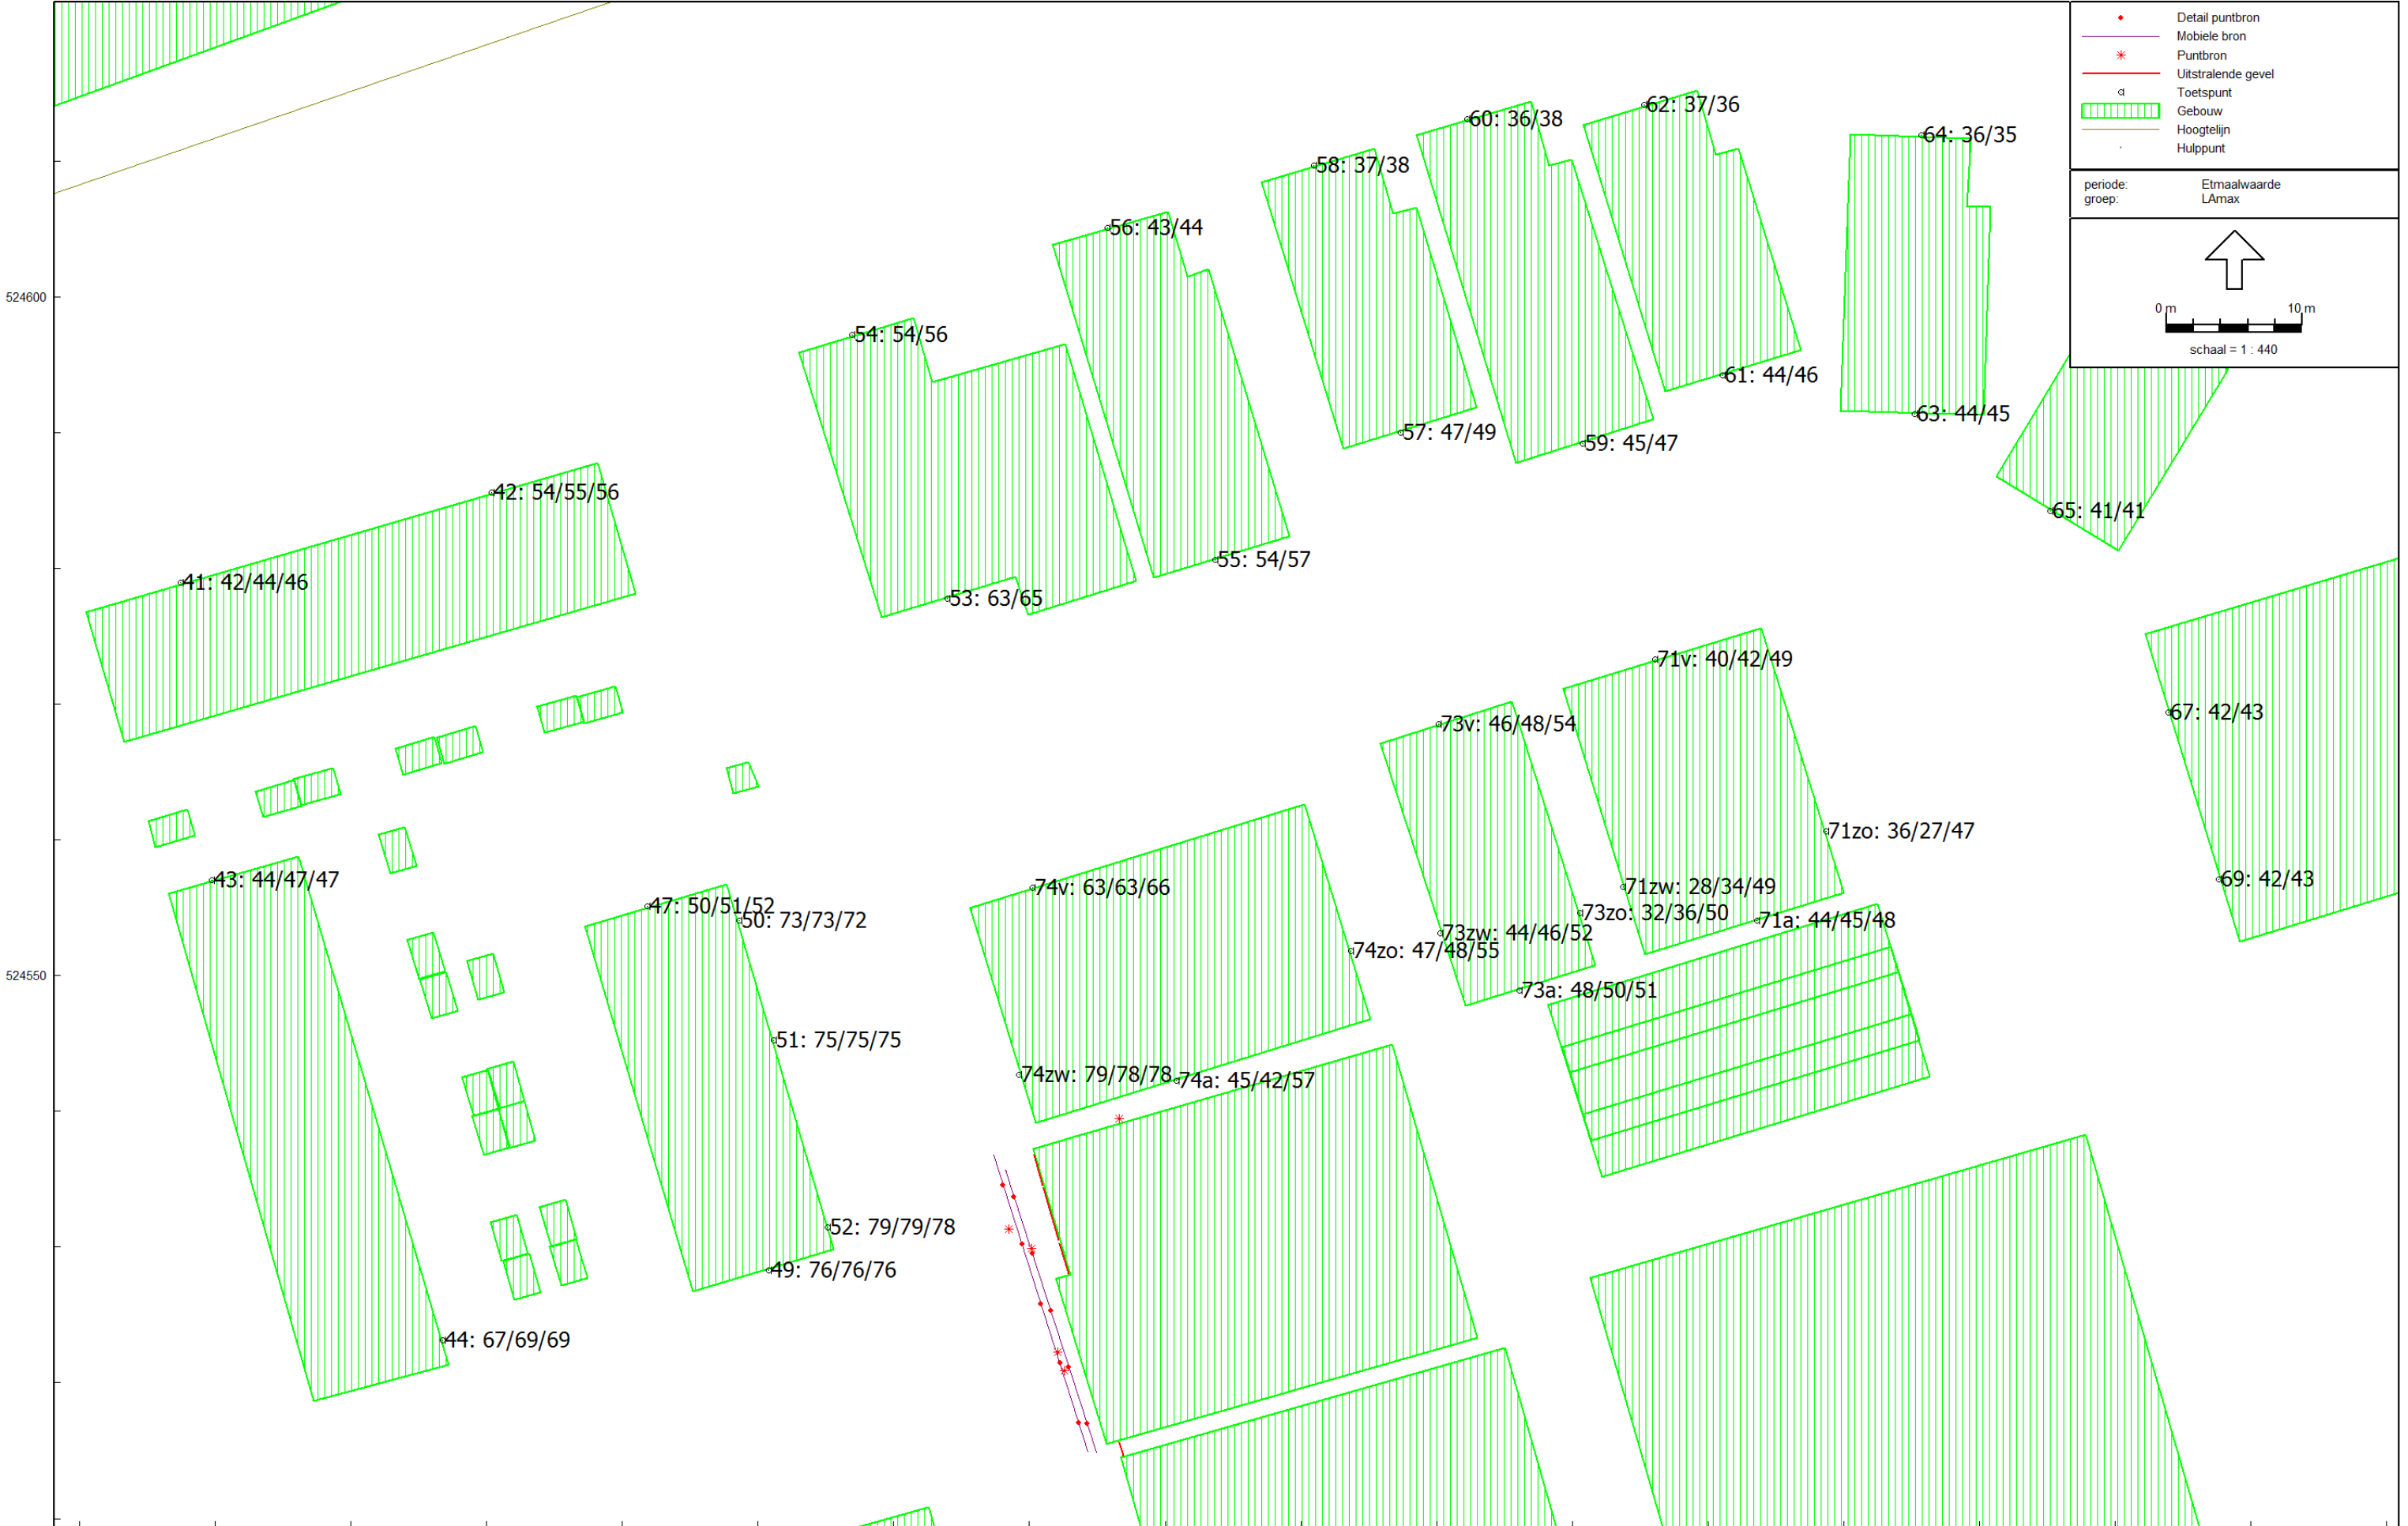 Detail puntbron
Mobiele bron
Puntbron
Uitstralende gevel
Toetspunt
Gebouw
Hoogtelijn
Hulppunt
periode: Etmaalwaarde
groep: LAmax
0 m 10 m
schaal = 1 : 440
62: 37/36
60: 36/38
64: 36/35
58: 37/38
56: 43/44
524600
54: 54/56
61: 44/46
63: 44/45
57: 47/49
59: 45/47
42: 54/55/56
65: 41/41
55: 54/57
41: 42/44/46
53: 63/65
71v: 40/42/49
67: 42/43
73v: 46/48/54
71zo: 36/27/47
43: 44/47/47
69: 42/43
74v: 63/63/66
71zw: 28/34/49
47: 50/51/52
73zo: 32/36/50
50: 73/73/72
71a: 44/45/48
73zw: 44/46/52
74zo: 47/48/55
524550
73a: 48/50/51
51: 75/75/75
74zw: 79/78/78
74a: 45/42/57
52: 79/79/78
49: 76/76/76
44: 67/69/69